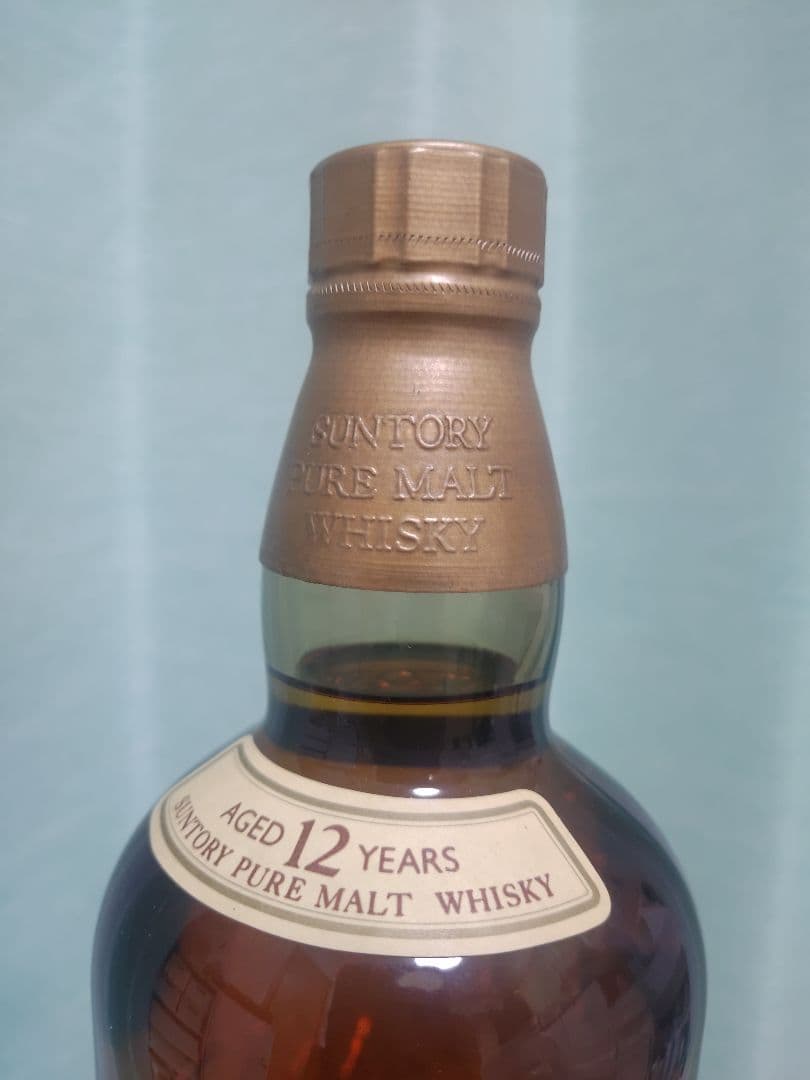 SUNTORY
PURE MALT
WHISKY
AGED 12 YEARS
SUNTORY PURE MALT WHISKY